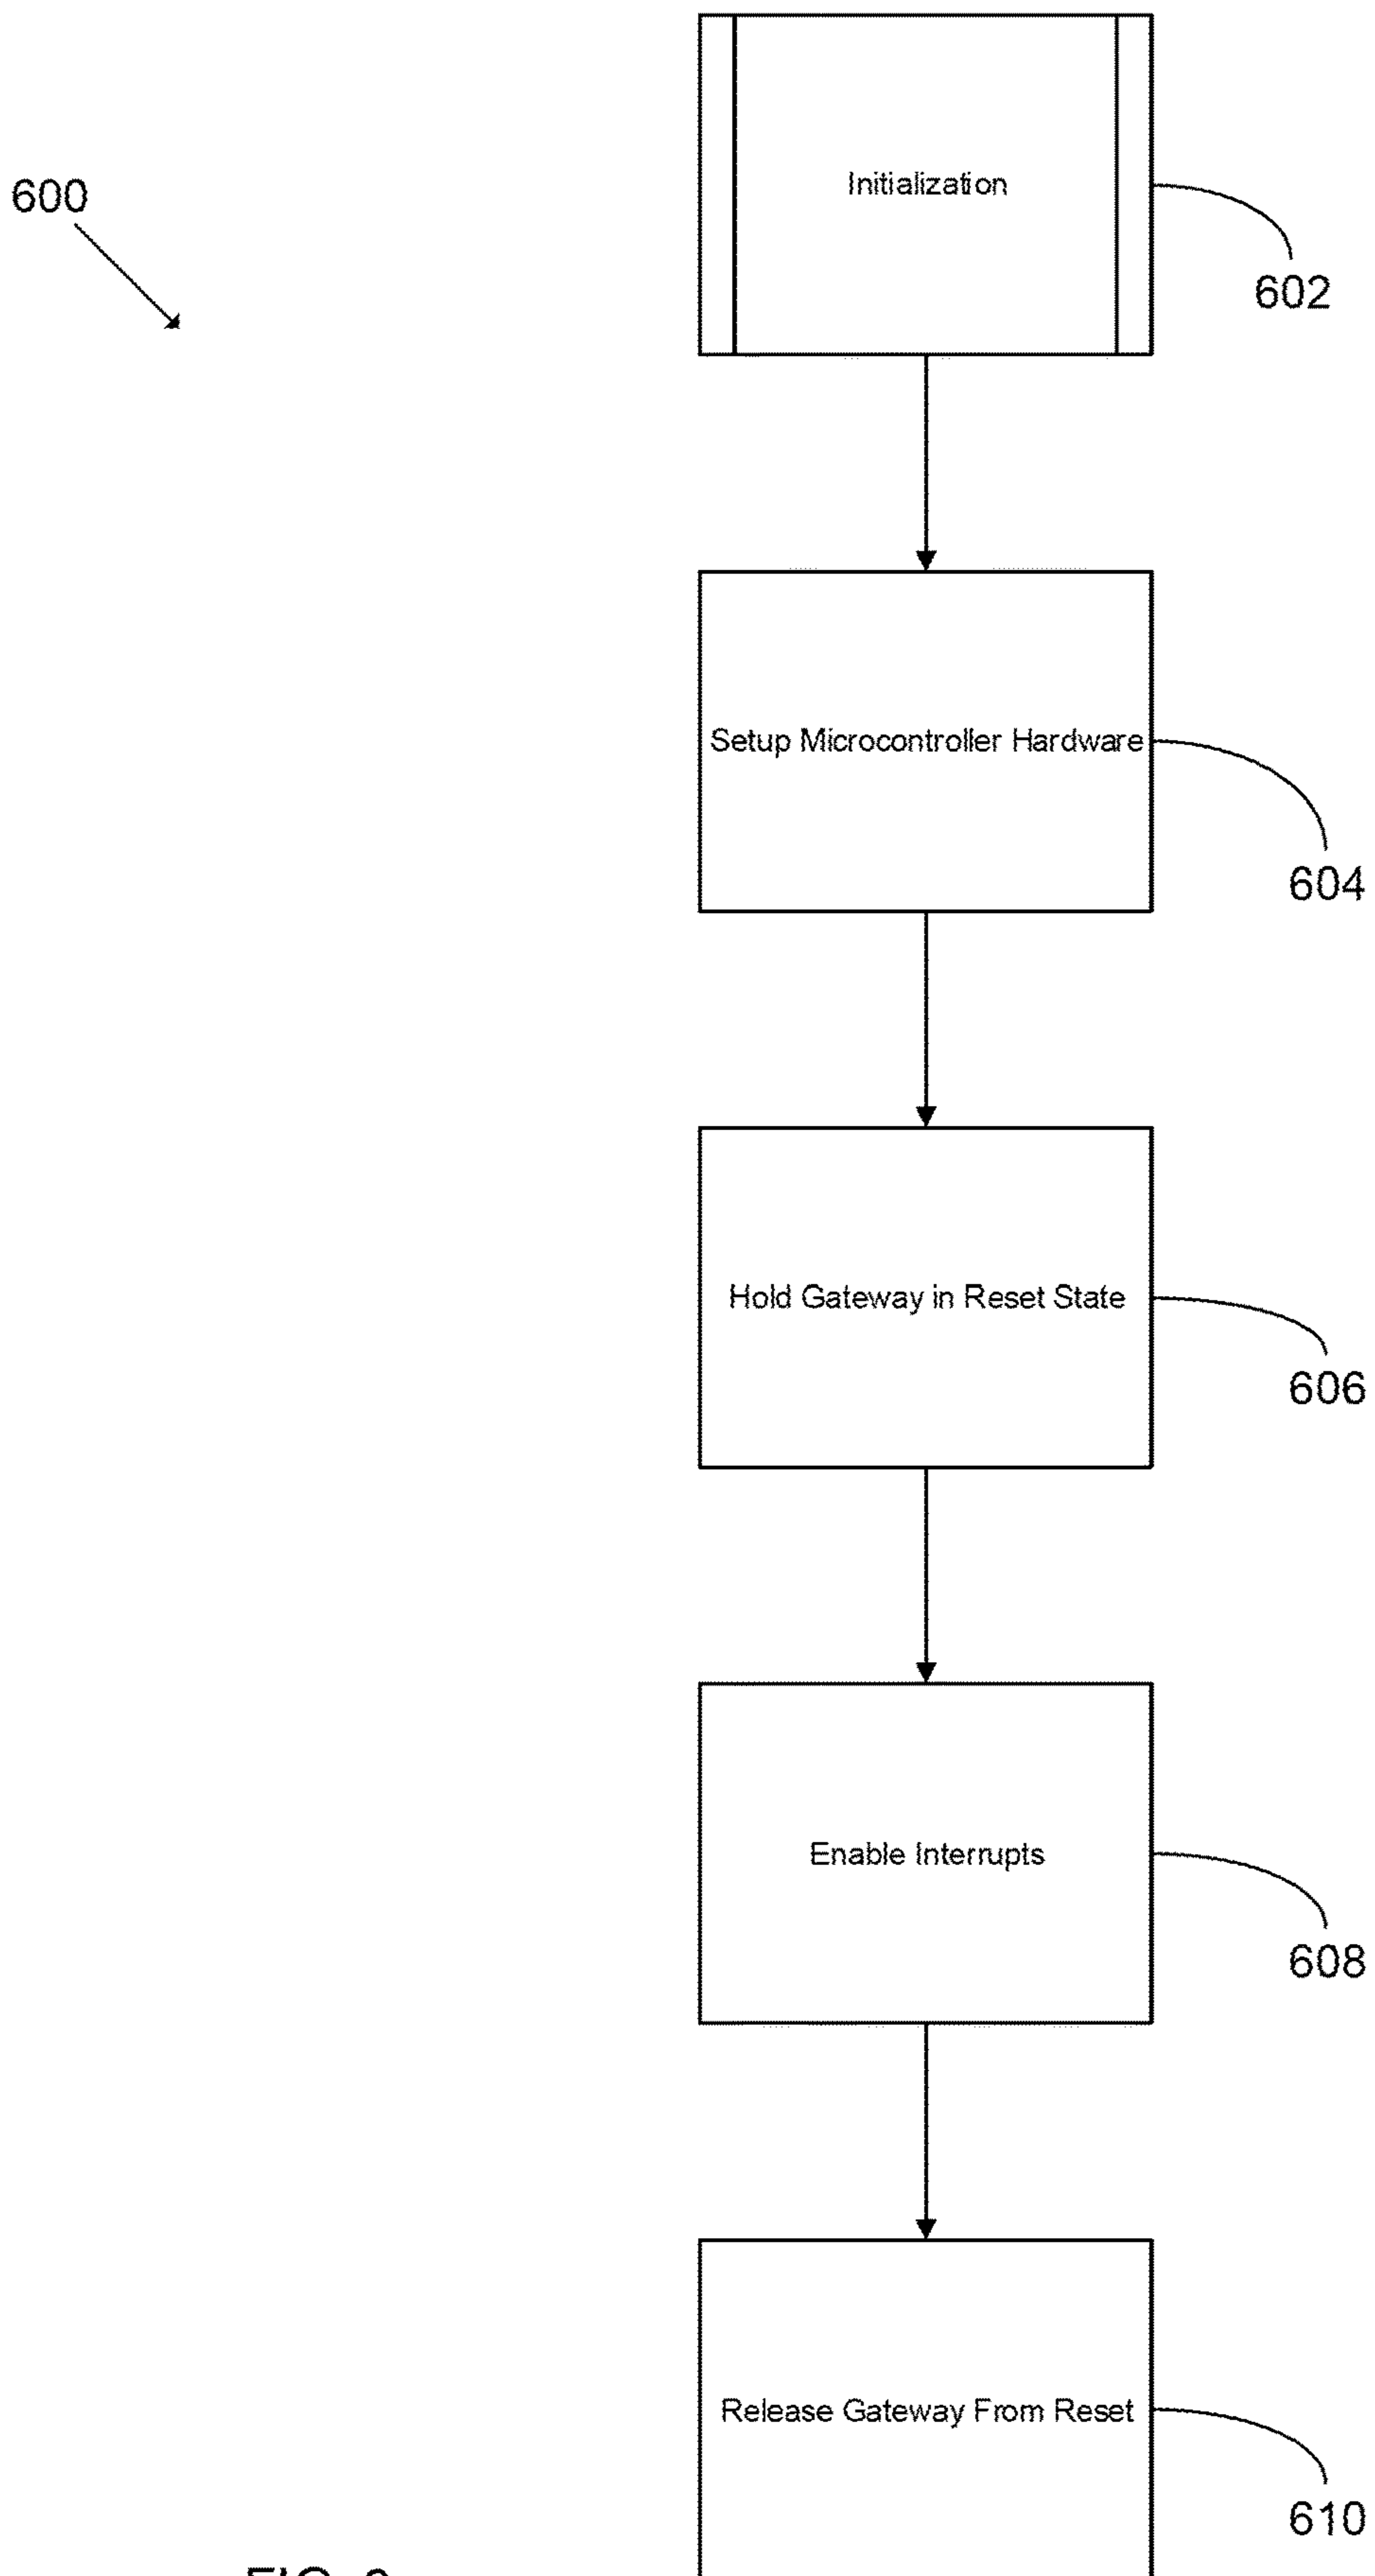 Initialization
600
602
Setup Microcontroller Hardware
604
Hold Gateway in Reset State
606
Enable Interrupts
608
Release Gateway From Reset
610